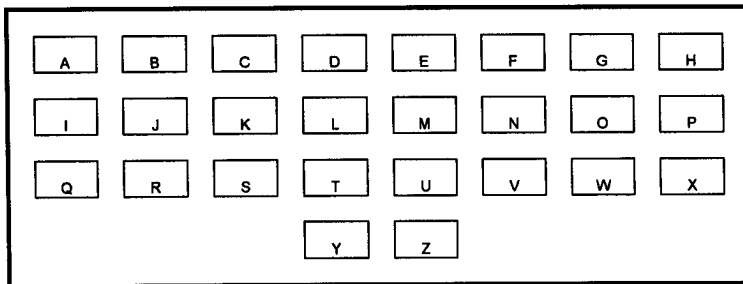 A B C D E F G H
I J K L M N O P
Q R S T U V W X
Y Z